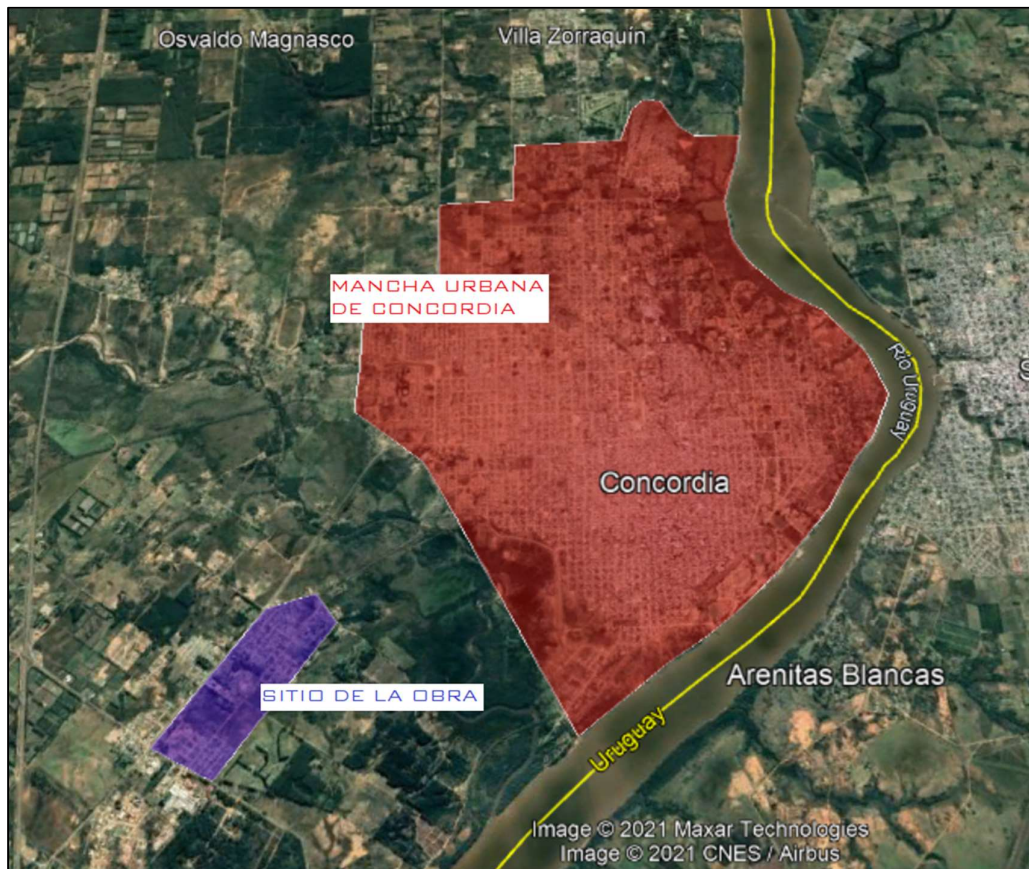 Osvaldo Magnasco
Villa Zorraquín
MANCHA URBANA
DE CONCORDIA
Río Uruguay
Concordia
SITIO DE LA OBRA
Arenitas Blancas
Uruguay
Image © 2021 Maxar Technologies
Image © 2021 CNES / Airbus